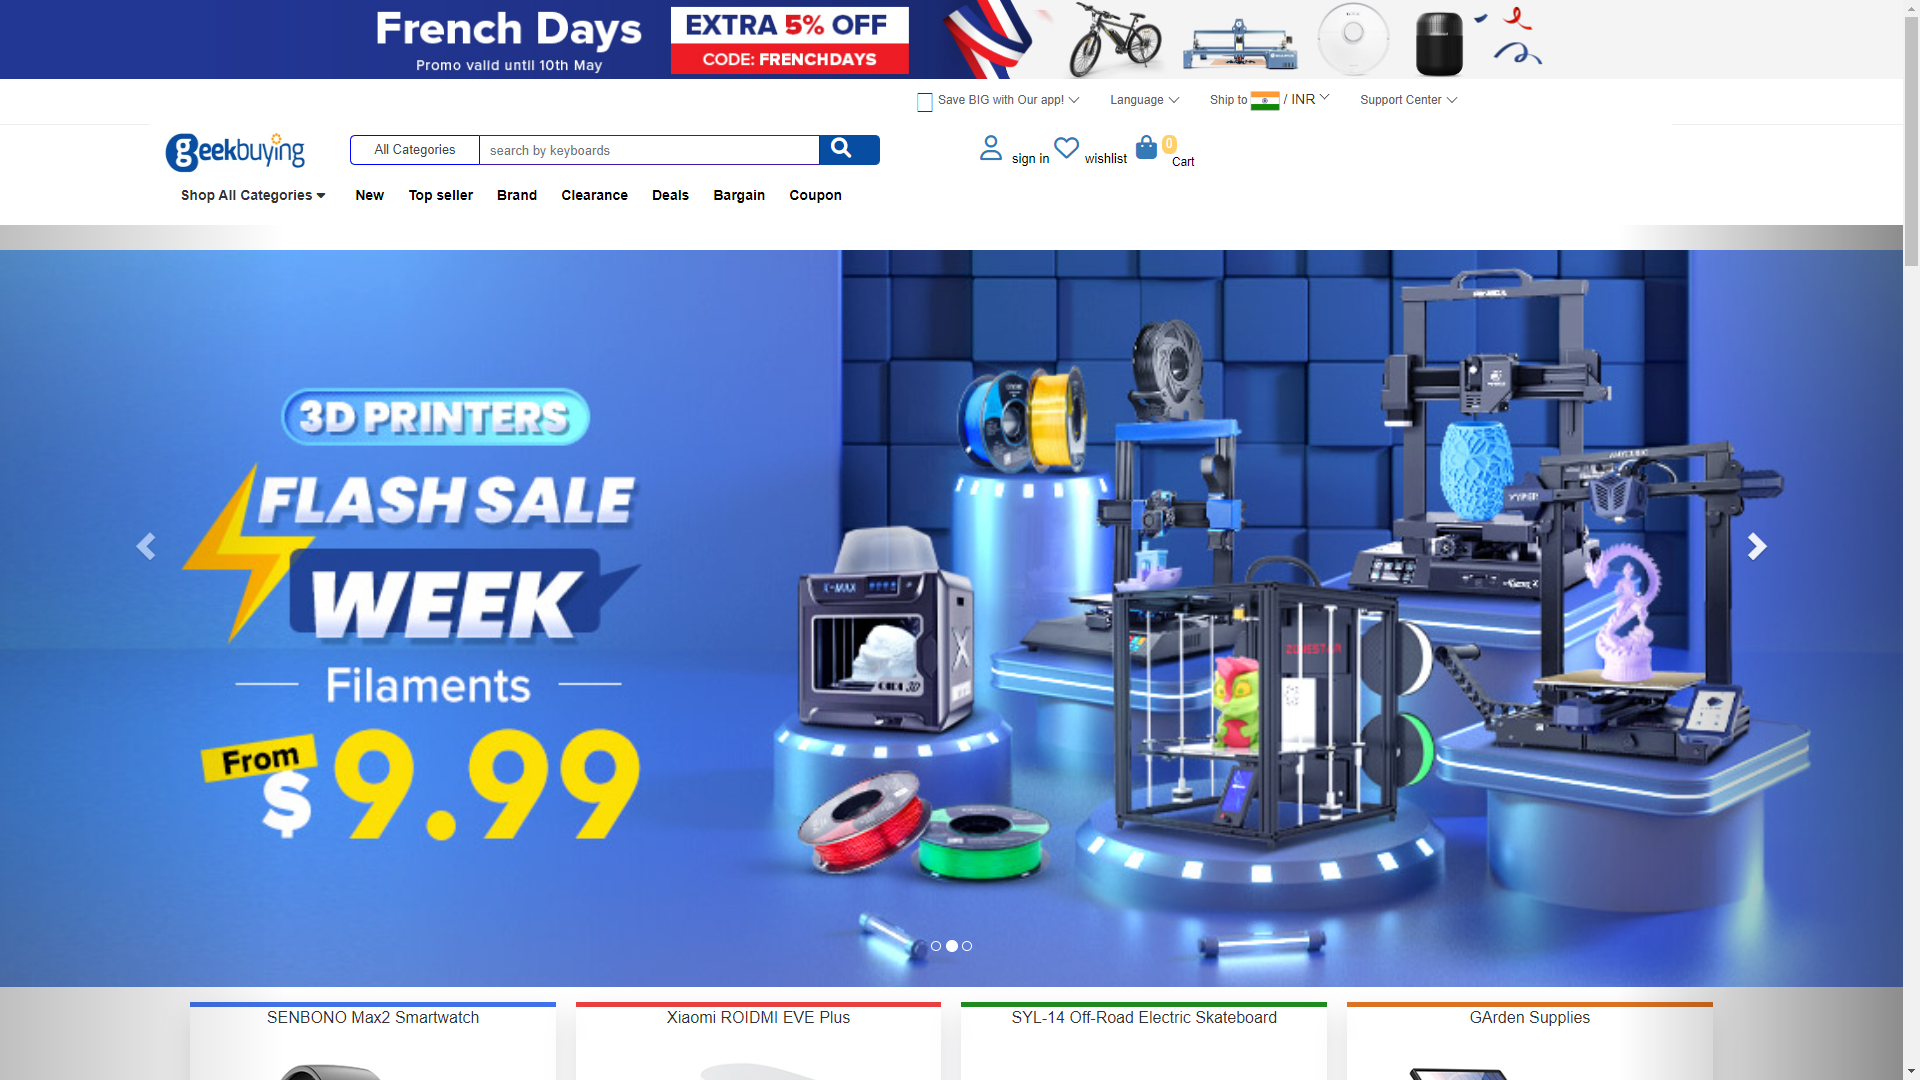 French Days
Promo valid until 10th May
EXTRA 5% OFF
CODE: FRENCHDAYS
Save BIG with Our app!
Language
Ship to / INR
Support Center
geekbuying
All Categories
search by keyboards
sign in
wishlist
0
Cart
Shop All Categories
New
Top seller
Brand
Clearance
Deals
Bargain
Coupon
3D PRINTERS
FLASH SALE
WEEK
Filaments
From
$9.99
X-MAX
X
ZONESTAR
SENBONO Max2 Smartwatch
Xiaomi ROIDMI EVE Plus
SYL-14 Off-Road Electric Skateboard
GArden Supplies